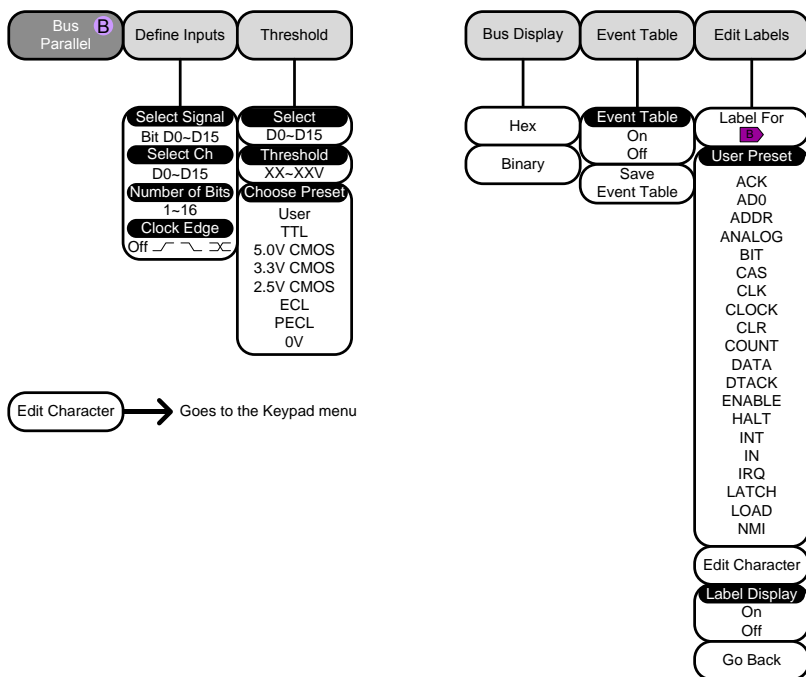 Bus B
Parallel
Define Inputs
Threshold
Bus Display
Event Table
Edit Labels
Select Signal
Bit D0~D15
Select Ch
D0~D15
Number of Bits
1~16
Clock Edge
Off
Select
D0~D15
Threshold
XX~XXV
Choose Preset
User
TTL
5.0V CMOS
3.3V CMOS
2.5V CMOS
ECL
PECL
0V
Hex
Binary
Event Table
On
Off
Save
Event Table
Label For
B
User Preset
ACK
AD0
ADDR
ANALOG
BIT
CAS
CLK
CLOCK
CLR
COUNT
DATA
DTACK
ENABLE
HALT
INT
IN
IRQ
LATCH
LOAD
NMI
Edit Character
Label Display
On
Off
Go Back
Edit Character
Goes to the Keypad menu